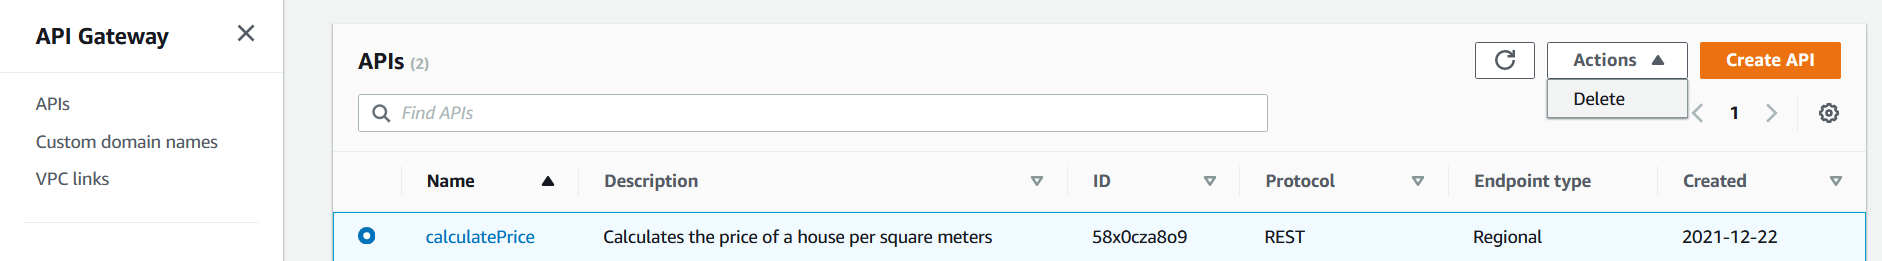 API Gateway
APIs
Custom domain names
VPC links
APIs (2)
Actions
Create API
Delete
Find APIs
1
Name Description ID Protocol Endpoint type Created
calculatePrice Calculates the price of a house per square meters 58x0cza8o9 REST Regional 2021-12-22